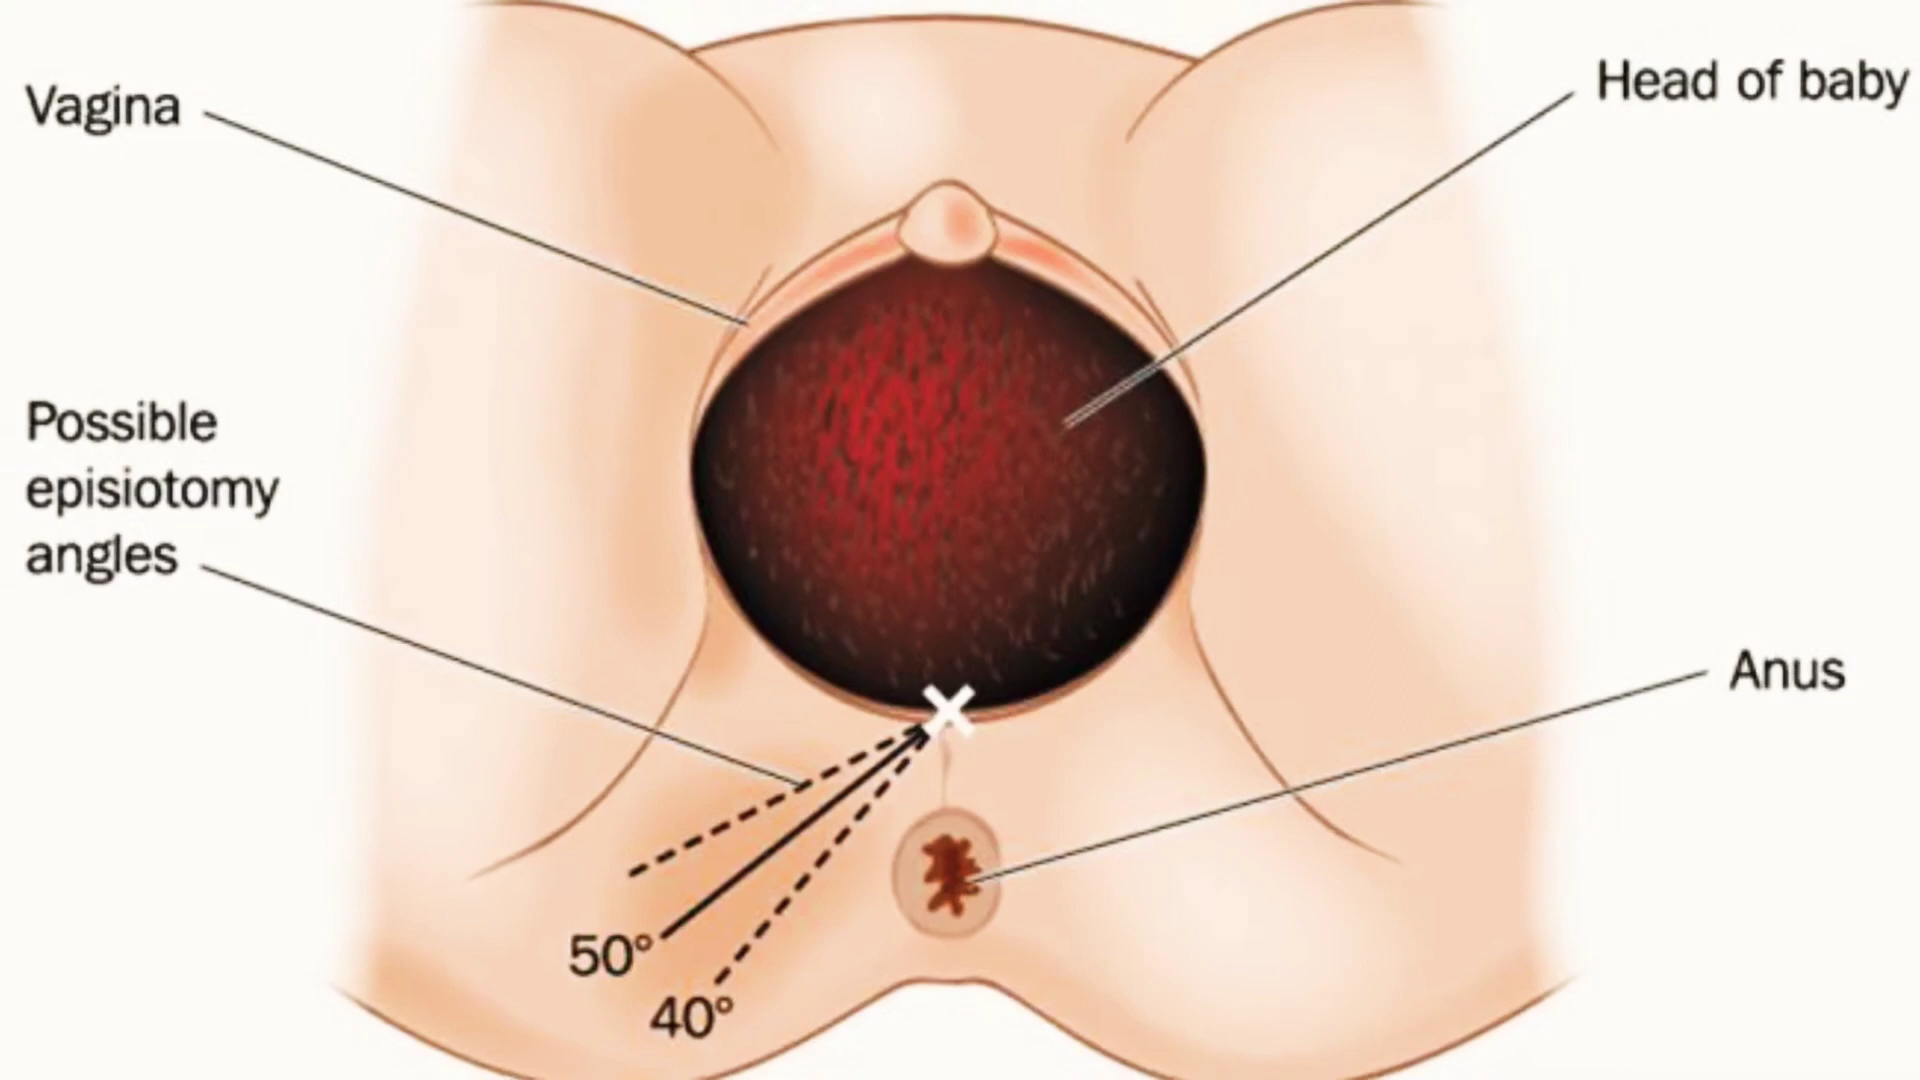 Vagina
Head of baby
Possible
episiotomy
angles
Anus
50°
40°